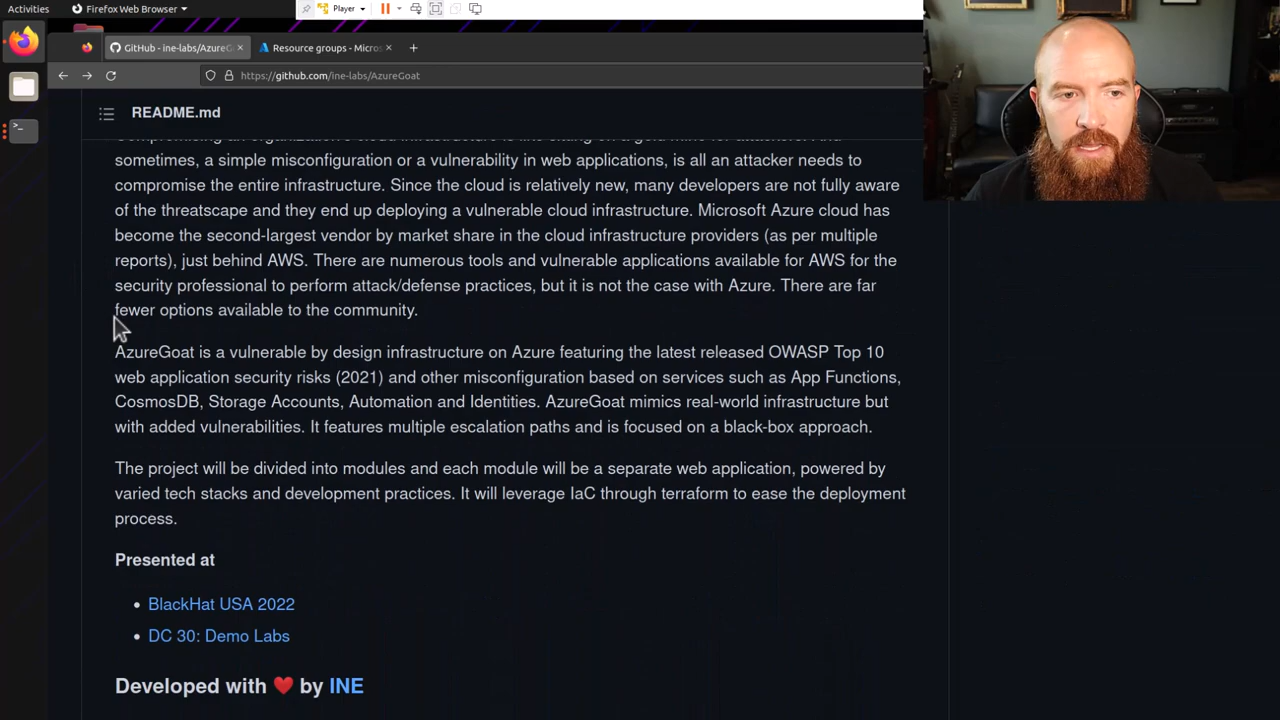 Activities
Firefox Web Browser
Player
GitHub - ine-labs/AzureG
Resource groups - Micros
https://github.com/ine-labs/AzureGoat
README.md
sometimes, a simple misconfiguration or a vulnerability in web applications, is all an attacker needs to
compromise the entire infrastructure. Since the cloud is relatively new, many developers are not fully aware
of the threatscape and they end up deploying a vulnerable cloud infrastructure. Microsoft Azure cloud has
become the second-largest vendor by market share in the cloud infrastructure providers (as per multiple
reports), just behind AWS. There are numerous tools and vulnerable applications available for AWS for the
security professional to perform attack/defense practices, but it is not the case with Azure. There are far
fewer options available to the community.
AzureGoat is a vulnerable by design infrastructure on Azure featuring the latest released OWASP Top 10
web application security risks (2021) and other misconfiguration based on services such as App Functions,
CosmosDB, Storage Accounts, Automation and Identities. AzureGoat mimics real-world infrastructure but
with added vulnerabilities. It features multiple escalation paths and is focused on a black-box approach.
The project will be divided into modules and each module will be a separate web application, powered by
varied tech stacks and development practices. It will leverage IaC through terraform to ease the deployment
process.
Presented at
• BlackHat USA 2022
• DC 30: Demo Labs
Developed with ❤️ by INE